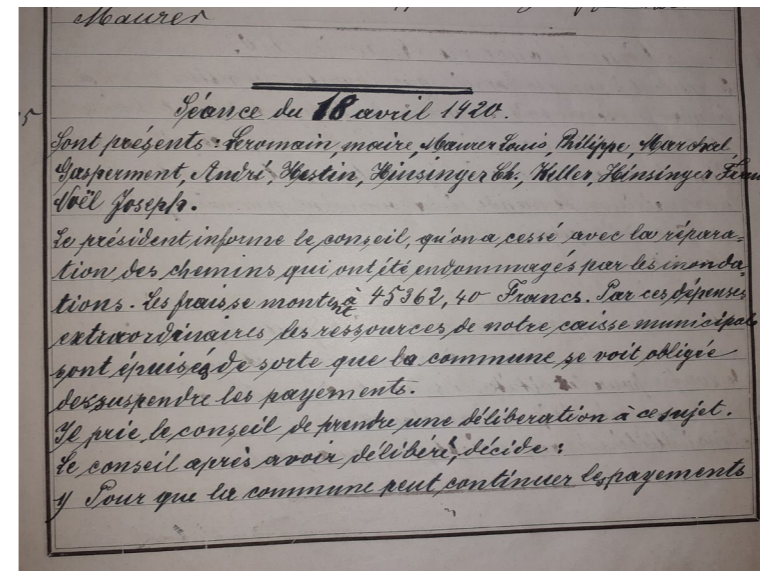 Maurer
Séance du 18 avril 1920.
Sont présents: Leromain, maire, Maurer Louis, Philippe, Marchal,
Gasperment, André, Hestin, Hinsinger Ch., Keller, Hinsinger
Noël Joseph.
Le président informe le conseil, qu'on a cessé avec la répara=
tion des chemins qui ont été endommagés par les inonda=
tions. Les frais se montent à 45362,40 Francs. Par ces dépenses
extraordinaires les ressources de notre caisse municipale
sont épuisées de sorte que la commune se voit obligée
de suspendre les payements.
Il prie le conseil de prendre une déliberation à ce sujet.
Le conseil après avoir délibéré, décide:
1) Pour que la commune peut continuer les payements